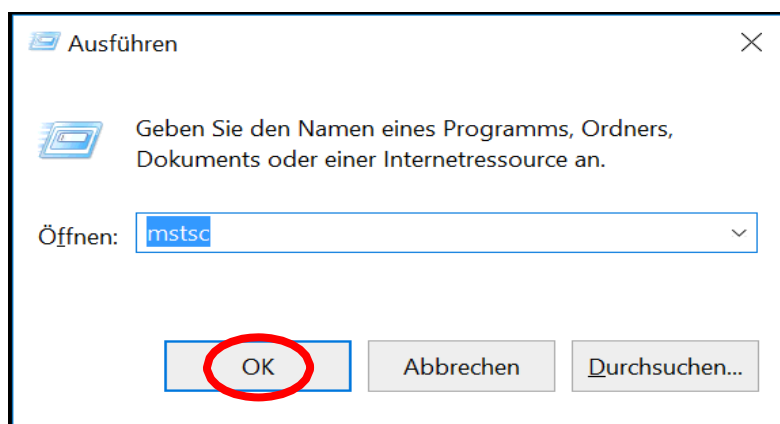 Ausführen
Geben Sie den Namen eines Programms, Ordners,
Dokuments oder einer Internetressource an.
Öffnen: mstsc
OK Abbrechen Durchsuchen...